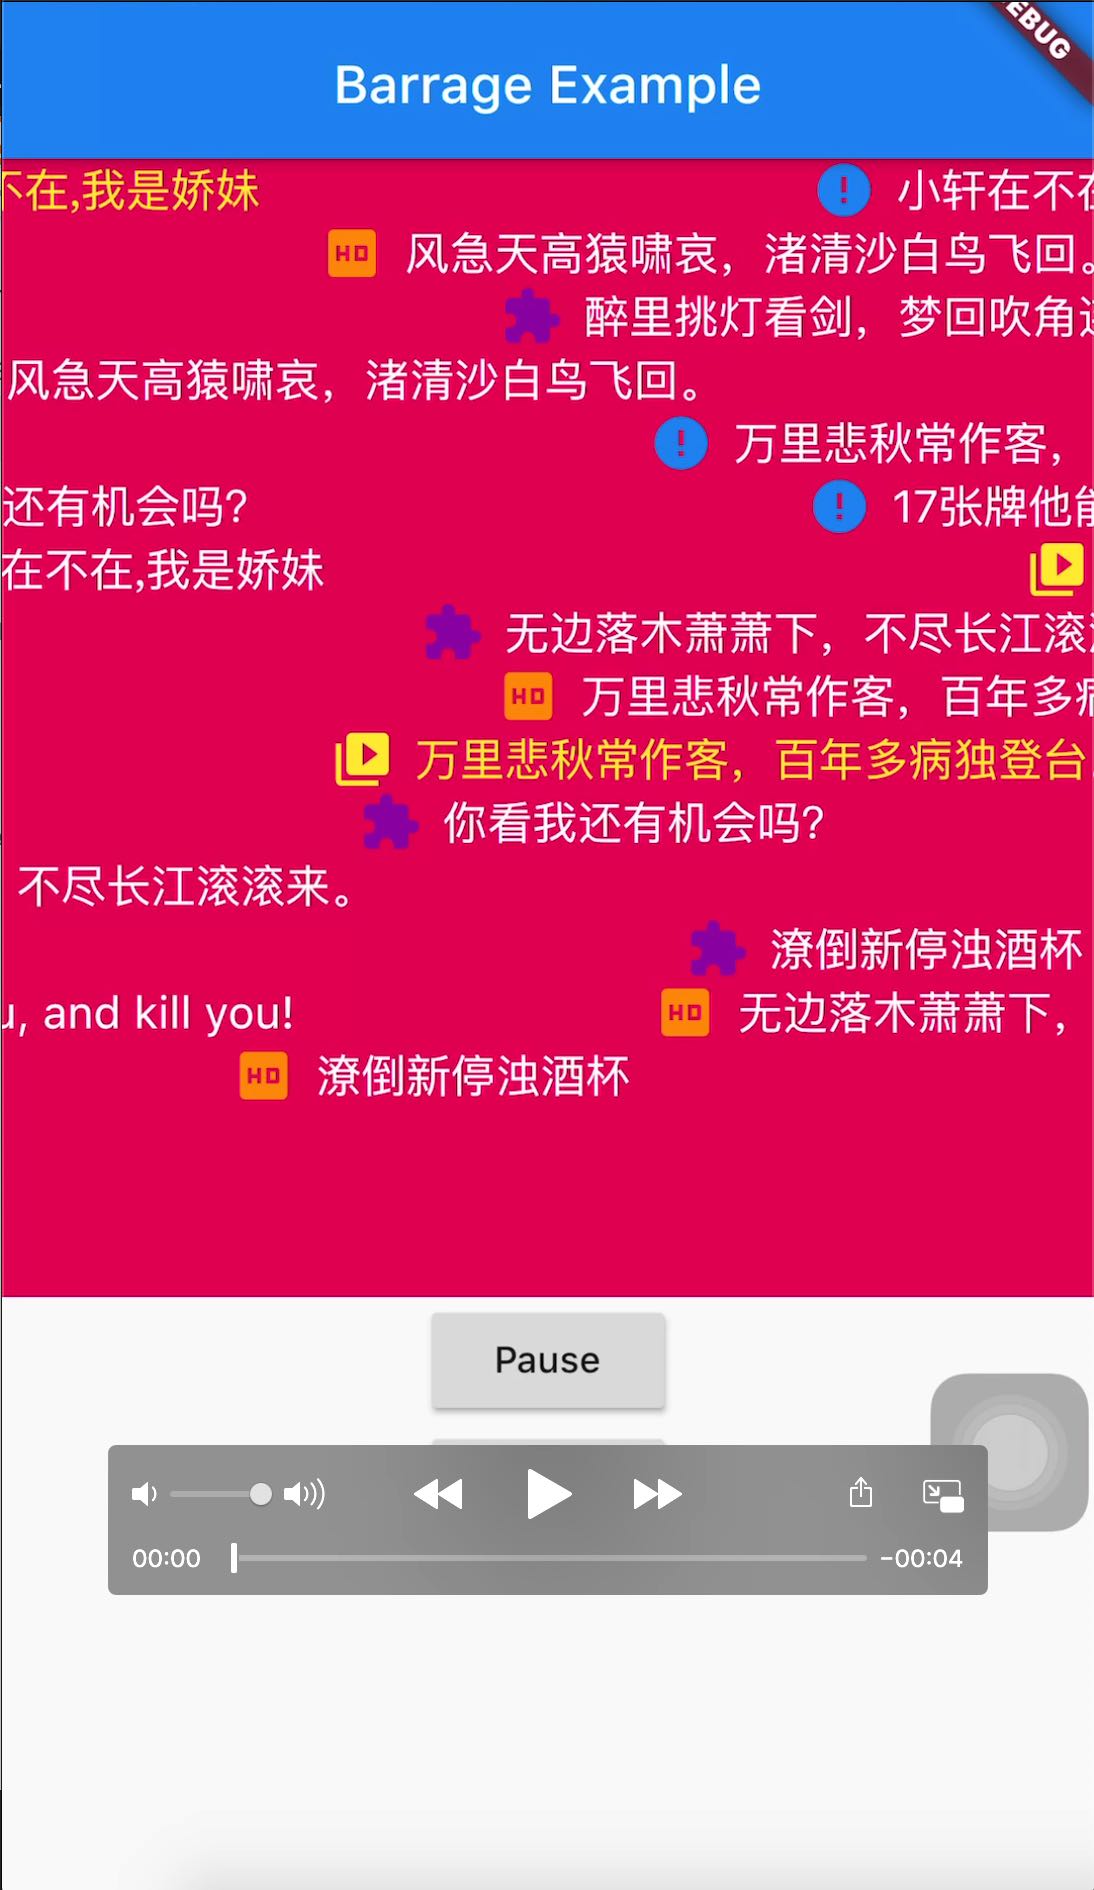 EBUG
Barrage Example
不在,我是娇妹 小轩在不在
HD 风急天高猿啸哀，渚清沙白鸟飞回。
醉里挑灯看剑，梦回吹角连
风急天高猿啸哀，渚清沙白鸟飞回。
万里悲秋常作客，
还有机会吗? 17张牌他能
在不在,我是娇妹
无边落木萧萧下，不尽长江滚滚
HD 万里悲秋常作客，百年多病
万里悲秋常作客，百年多病独登台
你看我还有机会吗?
不尽长江滚滚来。
潦倒新停浊酒杯
u, and kill you! HD 无边落木萧萧下，
HD 潦倒新停浊酒杯
Pause
00:00 -00:04